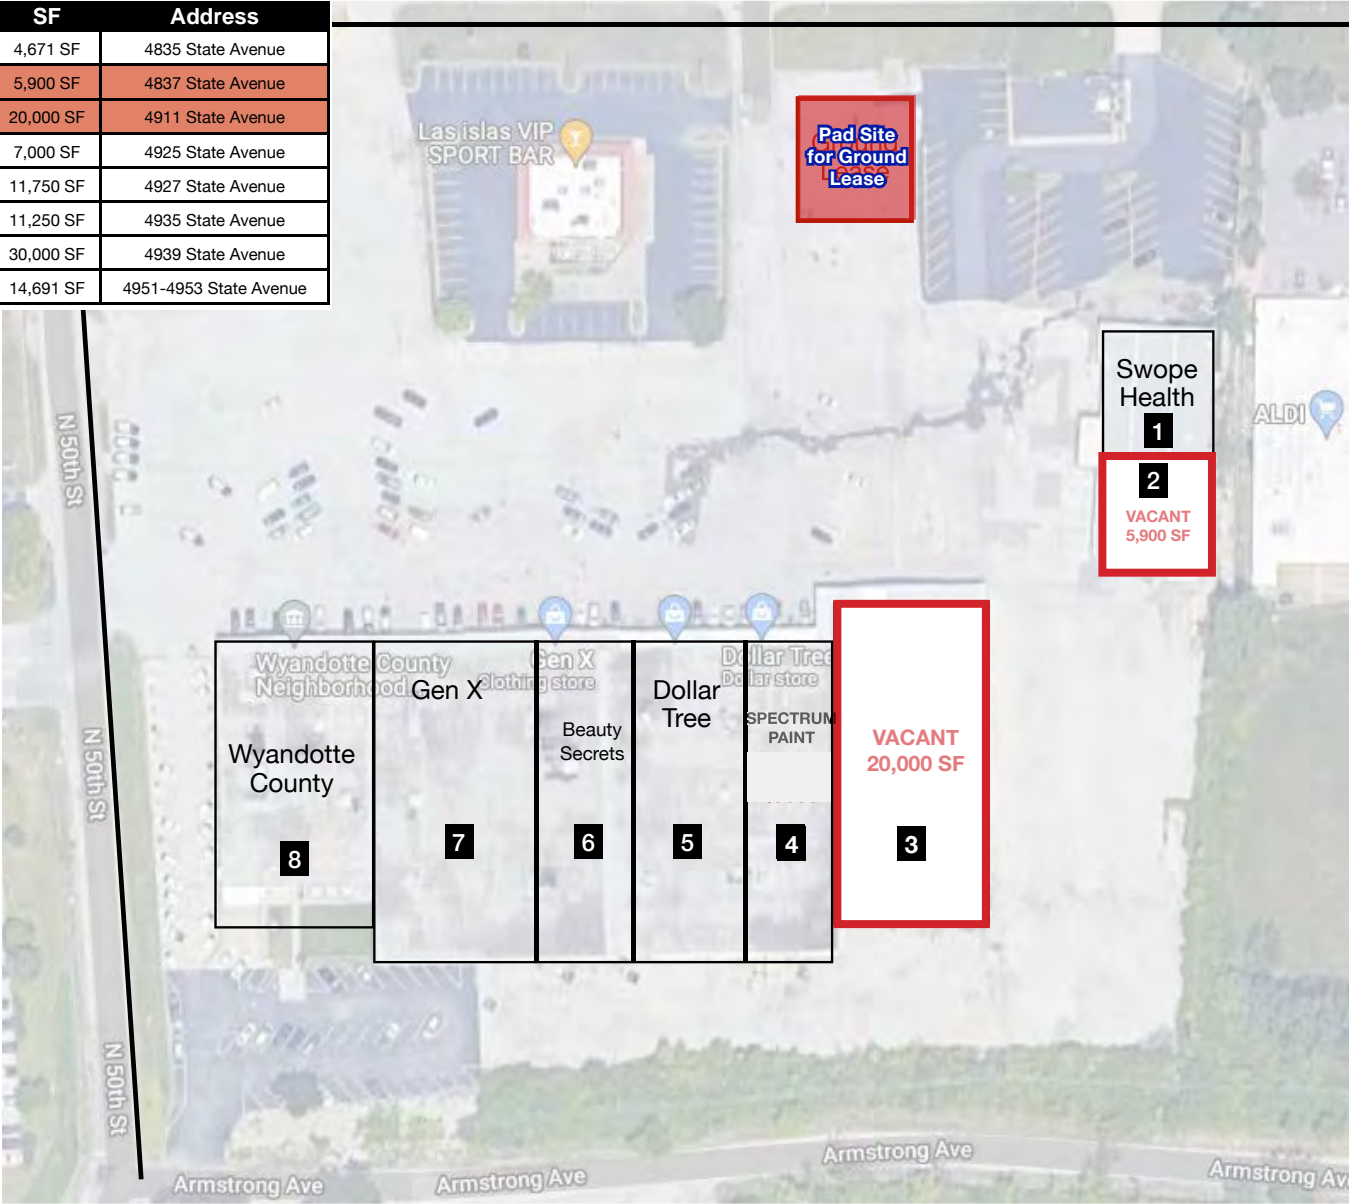 SF Address
4,671 SF 4835 State Avenue
5,900 SF 4837 State Avenue
20,000 SF 4911 State Avenue
7,000 SF 4925 State Avenue
11,750 SF 4927 State Avenue
11,250 SF 4935 State Avenue
30,000 SF 4939 State Avenue
14,691 SF 4951-4953 State Avenue
Las islas VIP
SPORT BAR
Pad Site
for Ground
Lease
Swope
Health
1
ALDI
2
VACANT
5,900 SF
N 50th St
Wyandotte County
Neighborhood
Gen X
Clothing store
Dollar Tree
Dollar store
Gen X
Dollar
Tree
Beauty
Secrets
SPECTRUM
PAINT
VACANT
20,000 SF
Wyandotte
County
8
7
6
5
4
3
N 50th St
N 50th St
Armstrong Ave
Armstrong Ave
Armstrong Ave
Armstrong Av